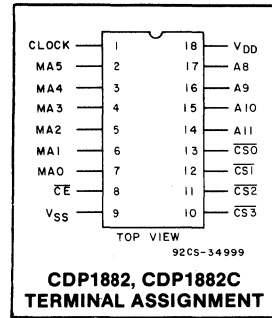 CLOCK 1 18 VDD
MA5 2 17 A8
MA4 3 16 A9
MA3 4 15 A10
MA2 5 14 A11
MA1 6 13 CS0
MA0 7 12 CS1
CE 8 11 CS2
VSS 9 10 CS3
TOP VIEW
92CS-34999
CDP1882, CDP1882C
TERMINAL ASSIGNMENT